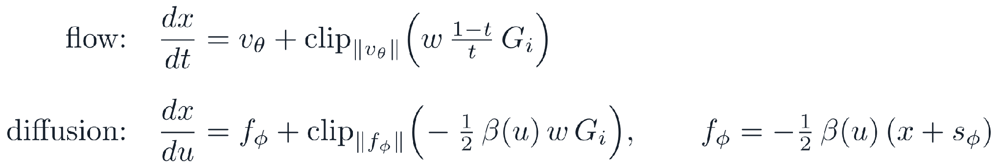 flow: dx/dt = v_θ + clip_{‖v_θ‖}( w (1−t)/t G_i )
diffusion: dx/du = f_ϕ + clip_{‖f_ϕ‖}( − 1/2 β(u) w G_i ), f_ϕ = −1/2 β(u) (x + s_ϕ)